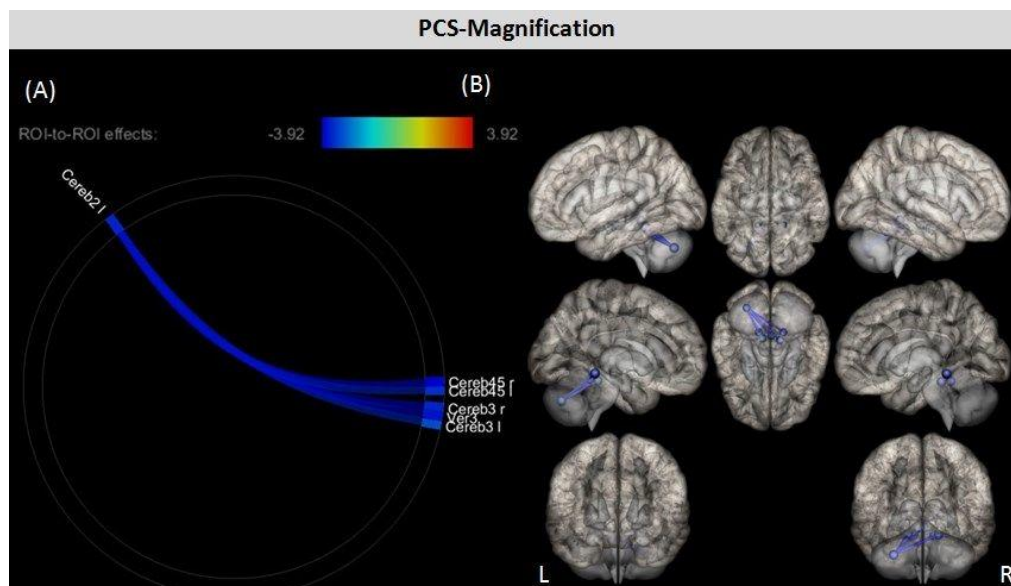 PCS-Magnification
(A)
(B)
ROI-to-ROI effects:
-3.92
3.92
Cereb2 l
Cereb45 r
Cereb45 l
Cereb3 r
Ver3
Cereb3 l
L
R